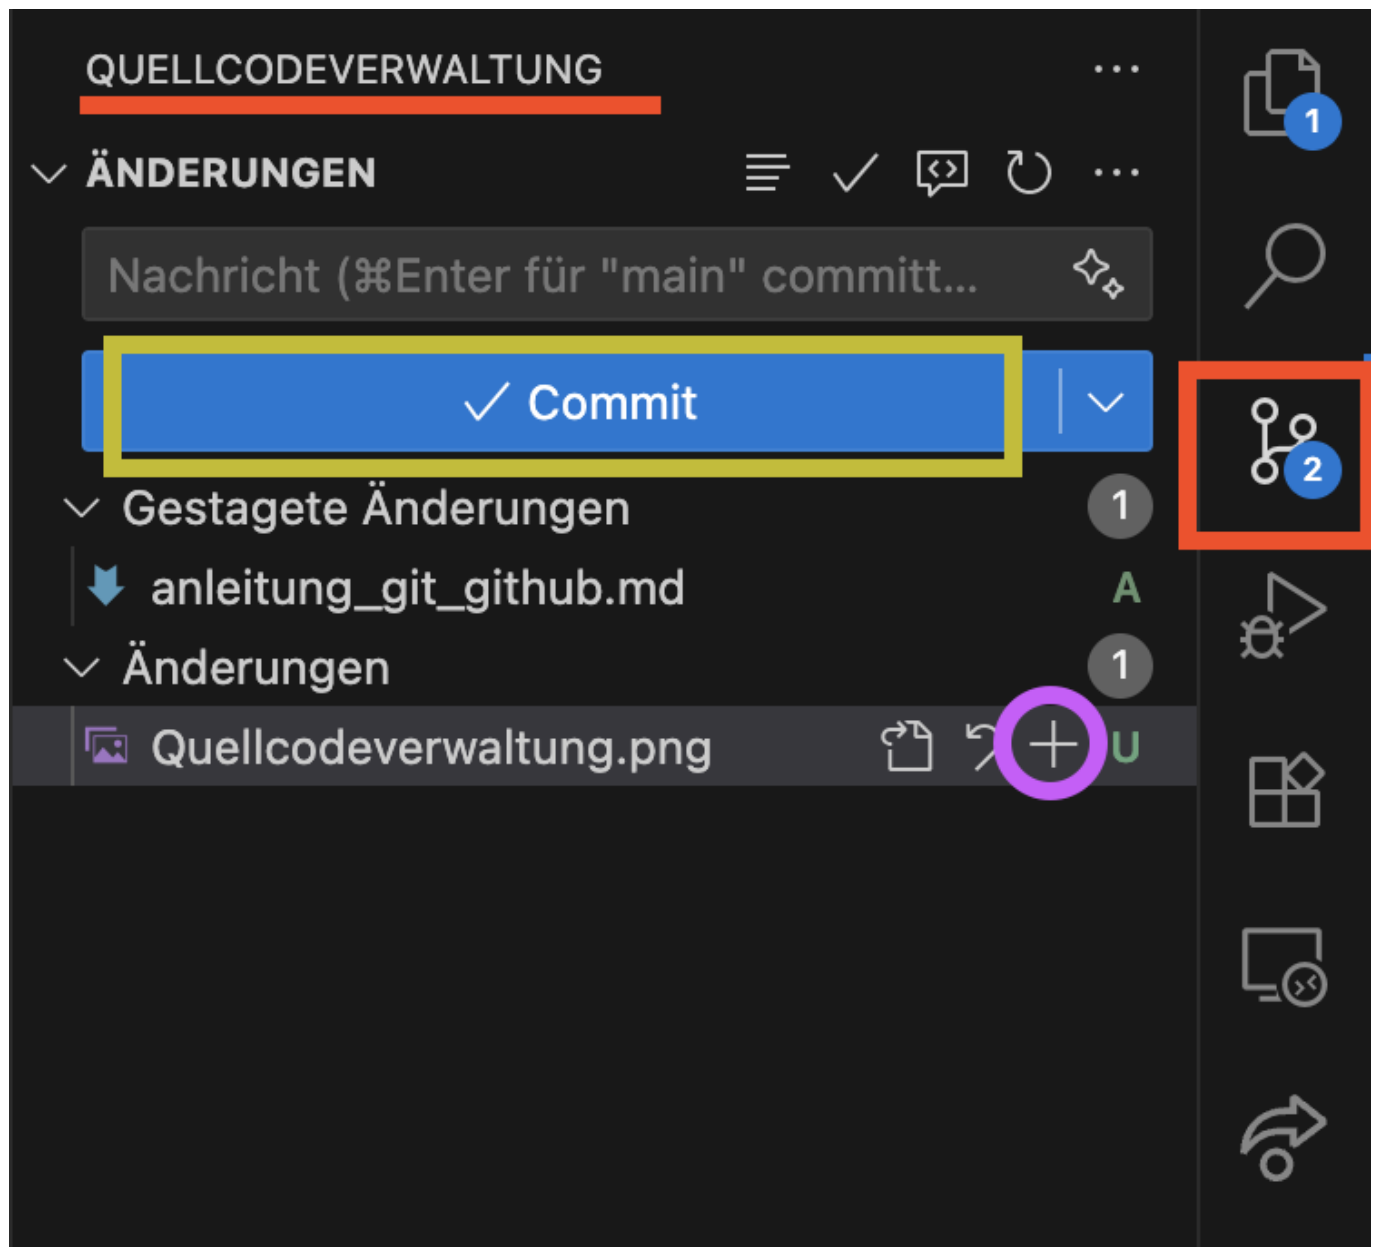 QUELLCODEVERWALTUNG
1
ÄNDERUNGEN
Nachricht (⌘Enter für "main" committ...
Commit
2
Gestagete Änderungen 1
anleitung_git_github.md A
Änderungen 1
Quellcodeverwaltung.png U